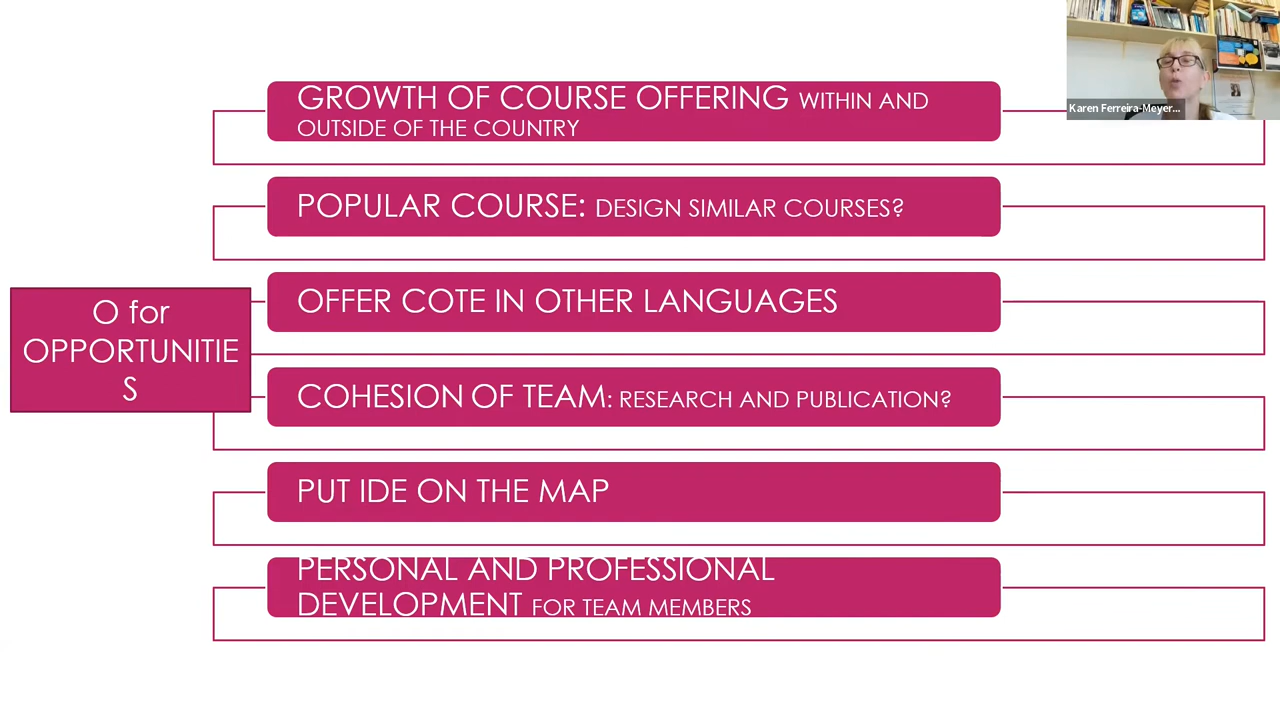 GROWTH OF COURSE OFFERING WITHIN AND
OUTSIDE OF THE COUNTRY
Karen Ferreira-Meyer...
POPULAR COURSE: DESIGN SIMILAR COURSES?
O for
OPPORTUNITIE
S
OFFER COTE IN OTHER LANGUAGES
COHESION OF TEAM: RESEARCH AND PUBLICATION?
PUT IDE ON THE MAP
PERSONAL AND PROFESSIONAL
DEVELOPMENT FOR TEAM MEMBERS